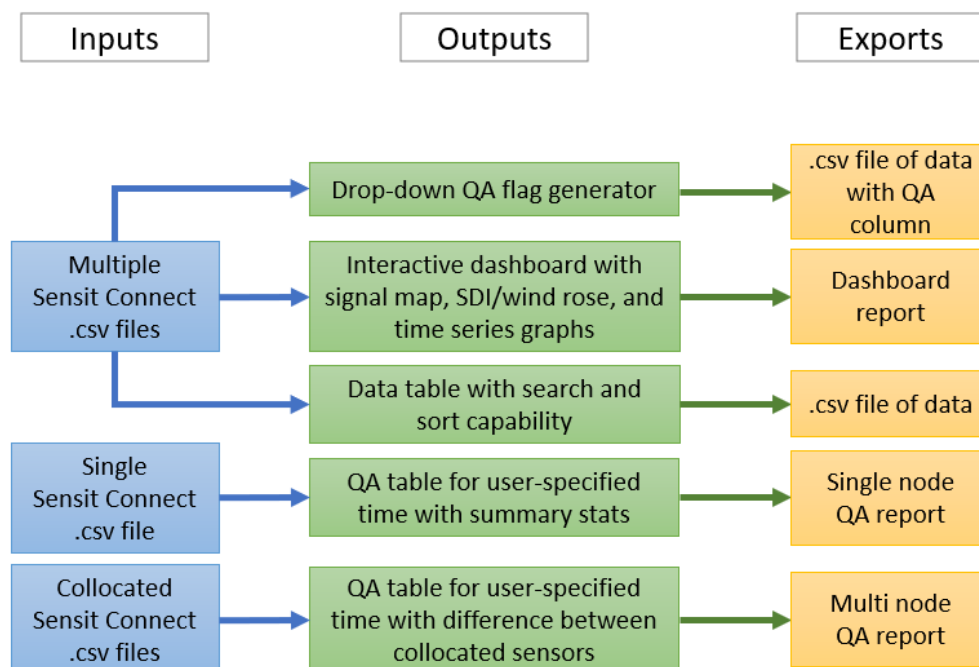 Inputs
Outputs
Exports
Drop-down QA flag generator
.csv file of data
with QA
column
Multiple
Sensit Connect
.csv files
Interactive dashboard with
signal map, SDI/wind rose, and
time series graphs
Dashboard
report
Data table with search and
sort capability
.csv file of data
Single
Sensit Connect
.csv file
QA table for user-specified
time with summary stats
Single node
QA report
Collocated
Sensit Connect
.csv files
QA table for user-specified
time with difference between
collocated sensors
Multi node
QA report